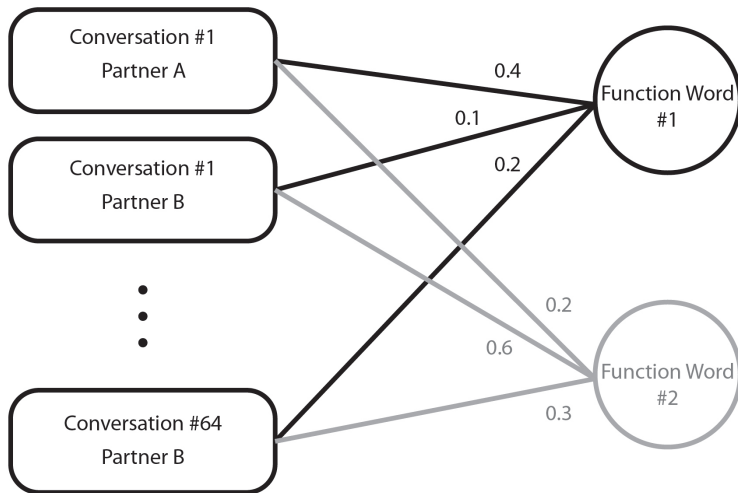 Conversation #1
Partner A
0.4
Function Word
#1
0.1
Conversation #1
Partner B
0.2
0.2
0.6
Function Word
#2
Conversation #64
Partner B
0.3